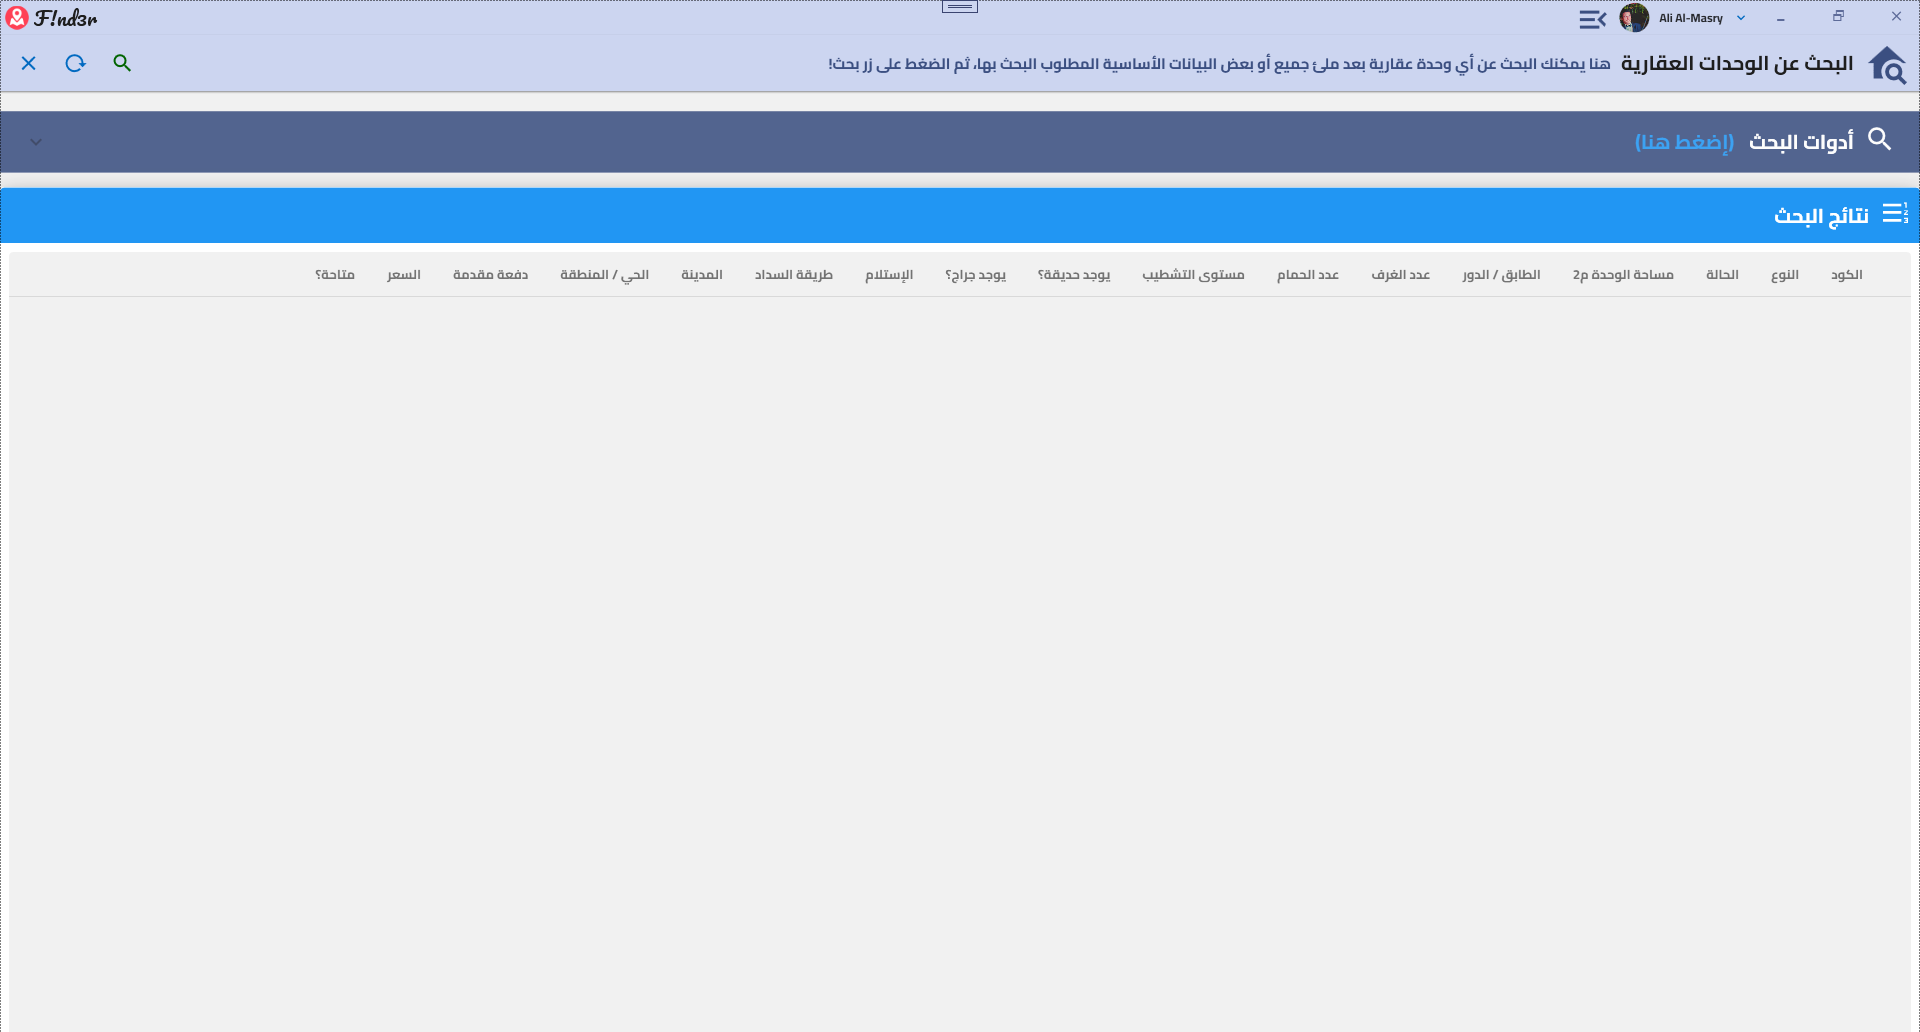 F!nd3r
Ali Al-Masry
البحث عن الوحدات العقارية هنا يمكنك البحث عن أي وحدة عقارية بعد ملئ جميع أو بعض البيانات الأساسية المطلوب البحث بها، ثم الضغط على زر بحث!
أدوات البحث (إضغط هنا)
نتائج البحث
الكود النوع الحالة مساحة الوحدة م2 الطابق / الدور عدد الغرف عدد الحمام مستوى التشطيب يوجد حديقة؟ يوجد جراج؟ الإستلام طريقة السداد المدينة الحي / المنطقة دفعة مقدمة السعر متاحة؟